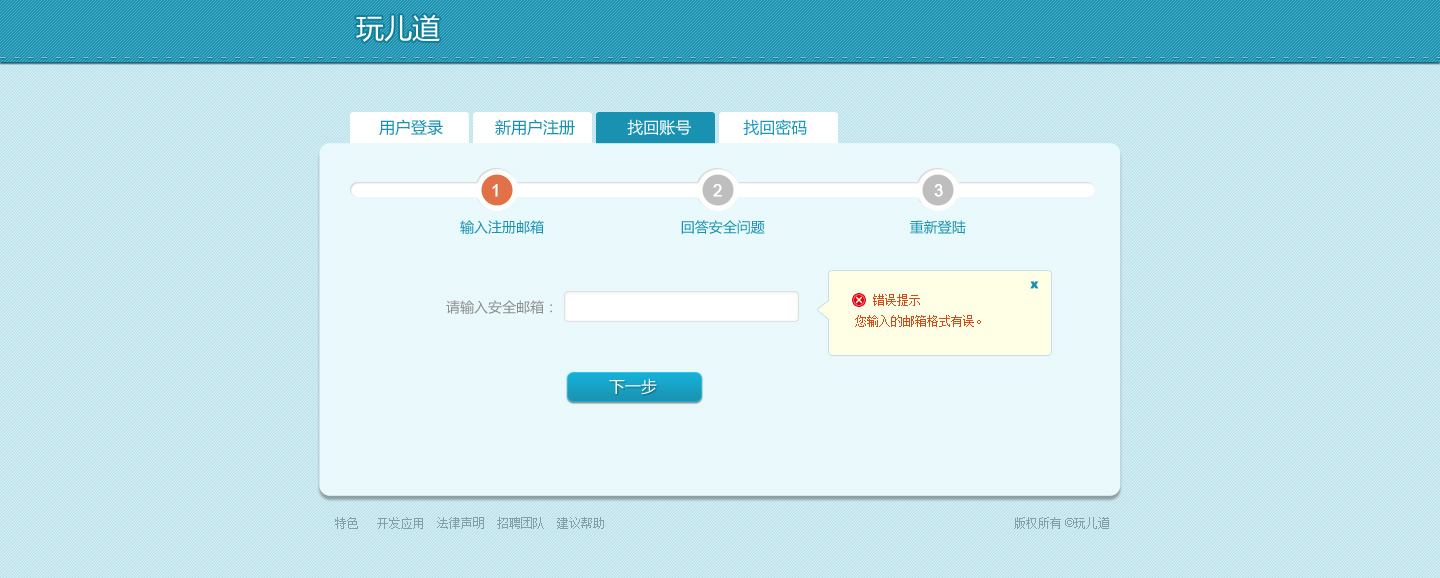 玩儿道
用户登录 新用户注册 找回账号 找回密码
1 2 3
输入注册邮箱 回答安全问题 重新登陆
请输入安全邮箱：
x
错误提示
您输入的邮箱格式有误。
下一步
特色 开发应用 法律声明 招聘团队 建议帮助 版权所有 ©玩儿道